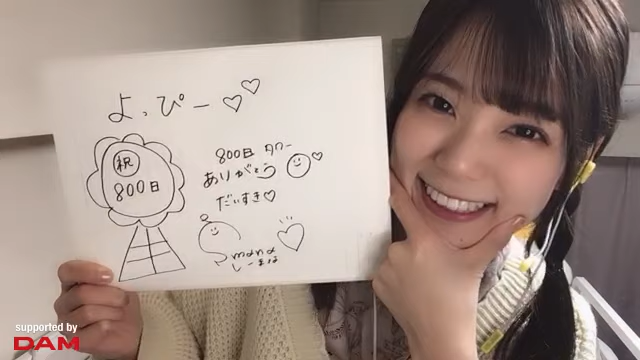 よっぴー♡♡
祝
800日
800日 タワー
ありがとう
だいすき♡
mana
supported by
DAM